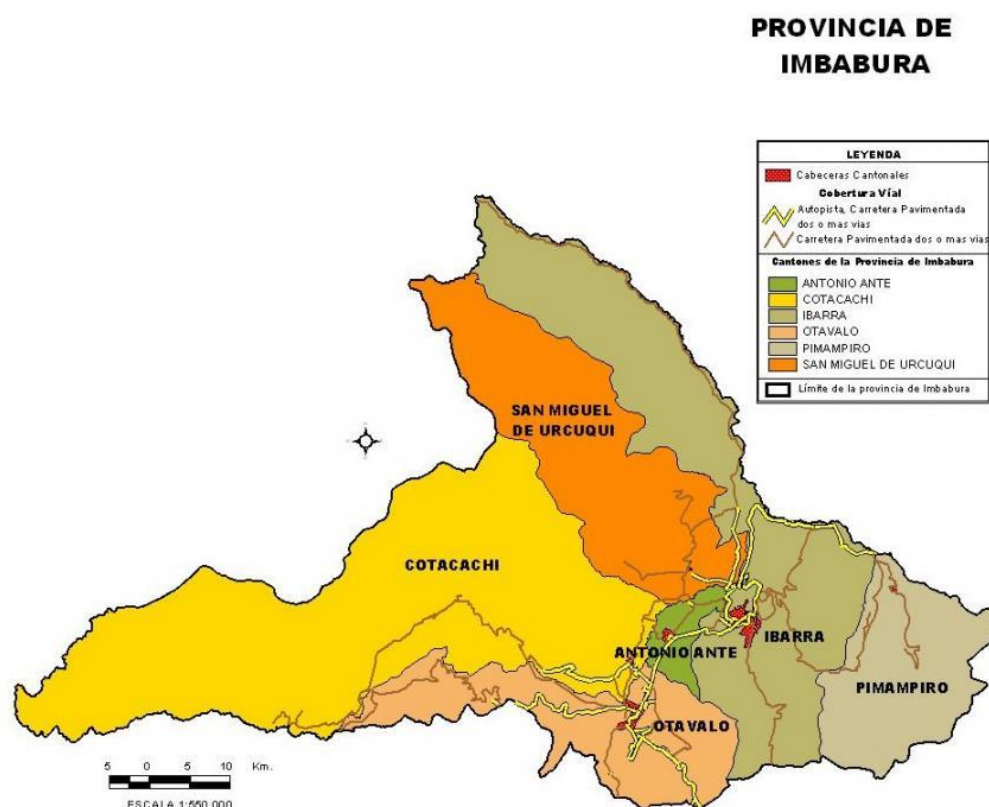 PROVINCIA DE
IMBABURA
LEYENDA
Cabeceras Cantonales
Cobertura Víal
Autopista, Carretera Pavimentada
dos o mas vias
Carretera Pavimentada dos o mas vias
Cantones de la Provincia de Imbabura
ANTONIO ANTE
COTACACHI
IBARRA
OTAVALO
PIMAMPIRO
SAN MIGUEL DE URCUQUI
Límite de la provincia de Imbabura
SAN MIGUEL
DE URCUQUI
COTACACHI
IBARRA
ANTONIO ANTE
PIMAMPIRO
OTAVALO
5 0 5 10 Km.
ESCALA 1:550.000